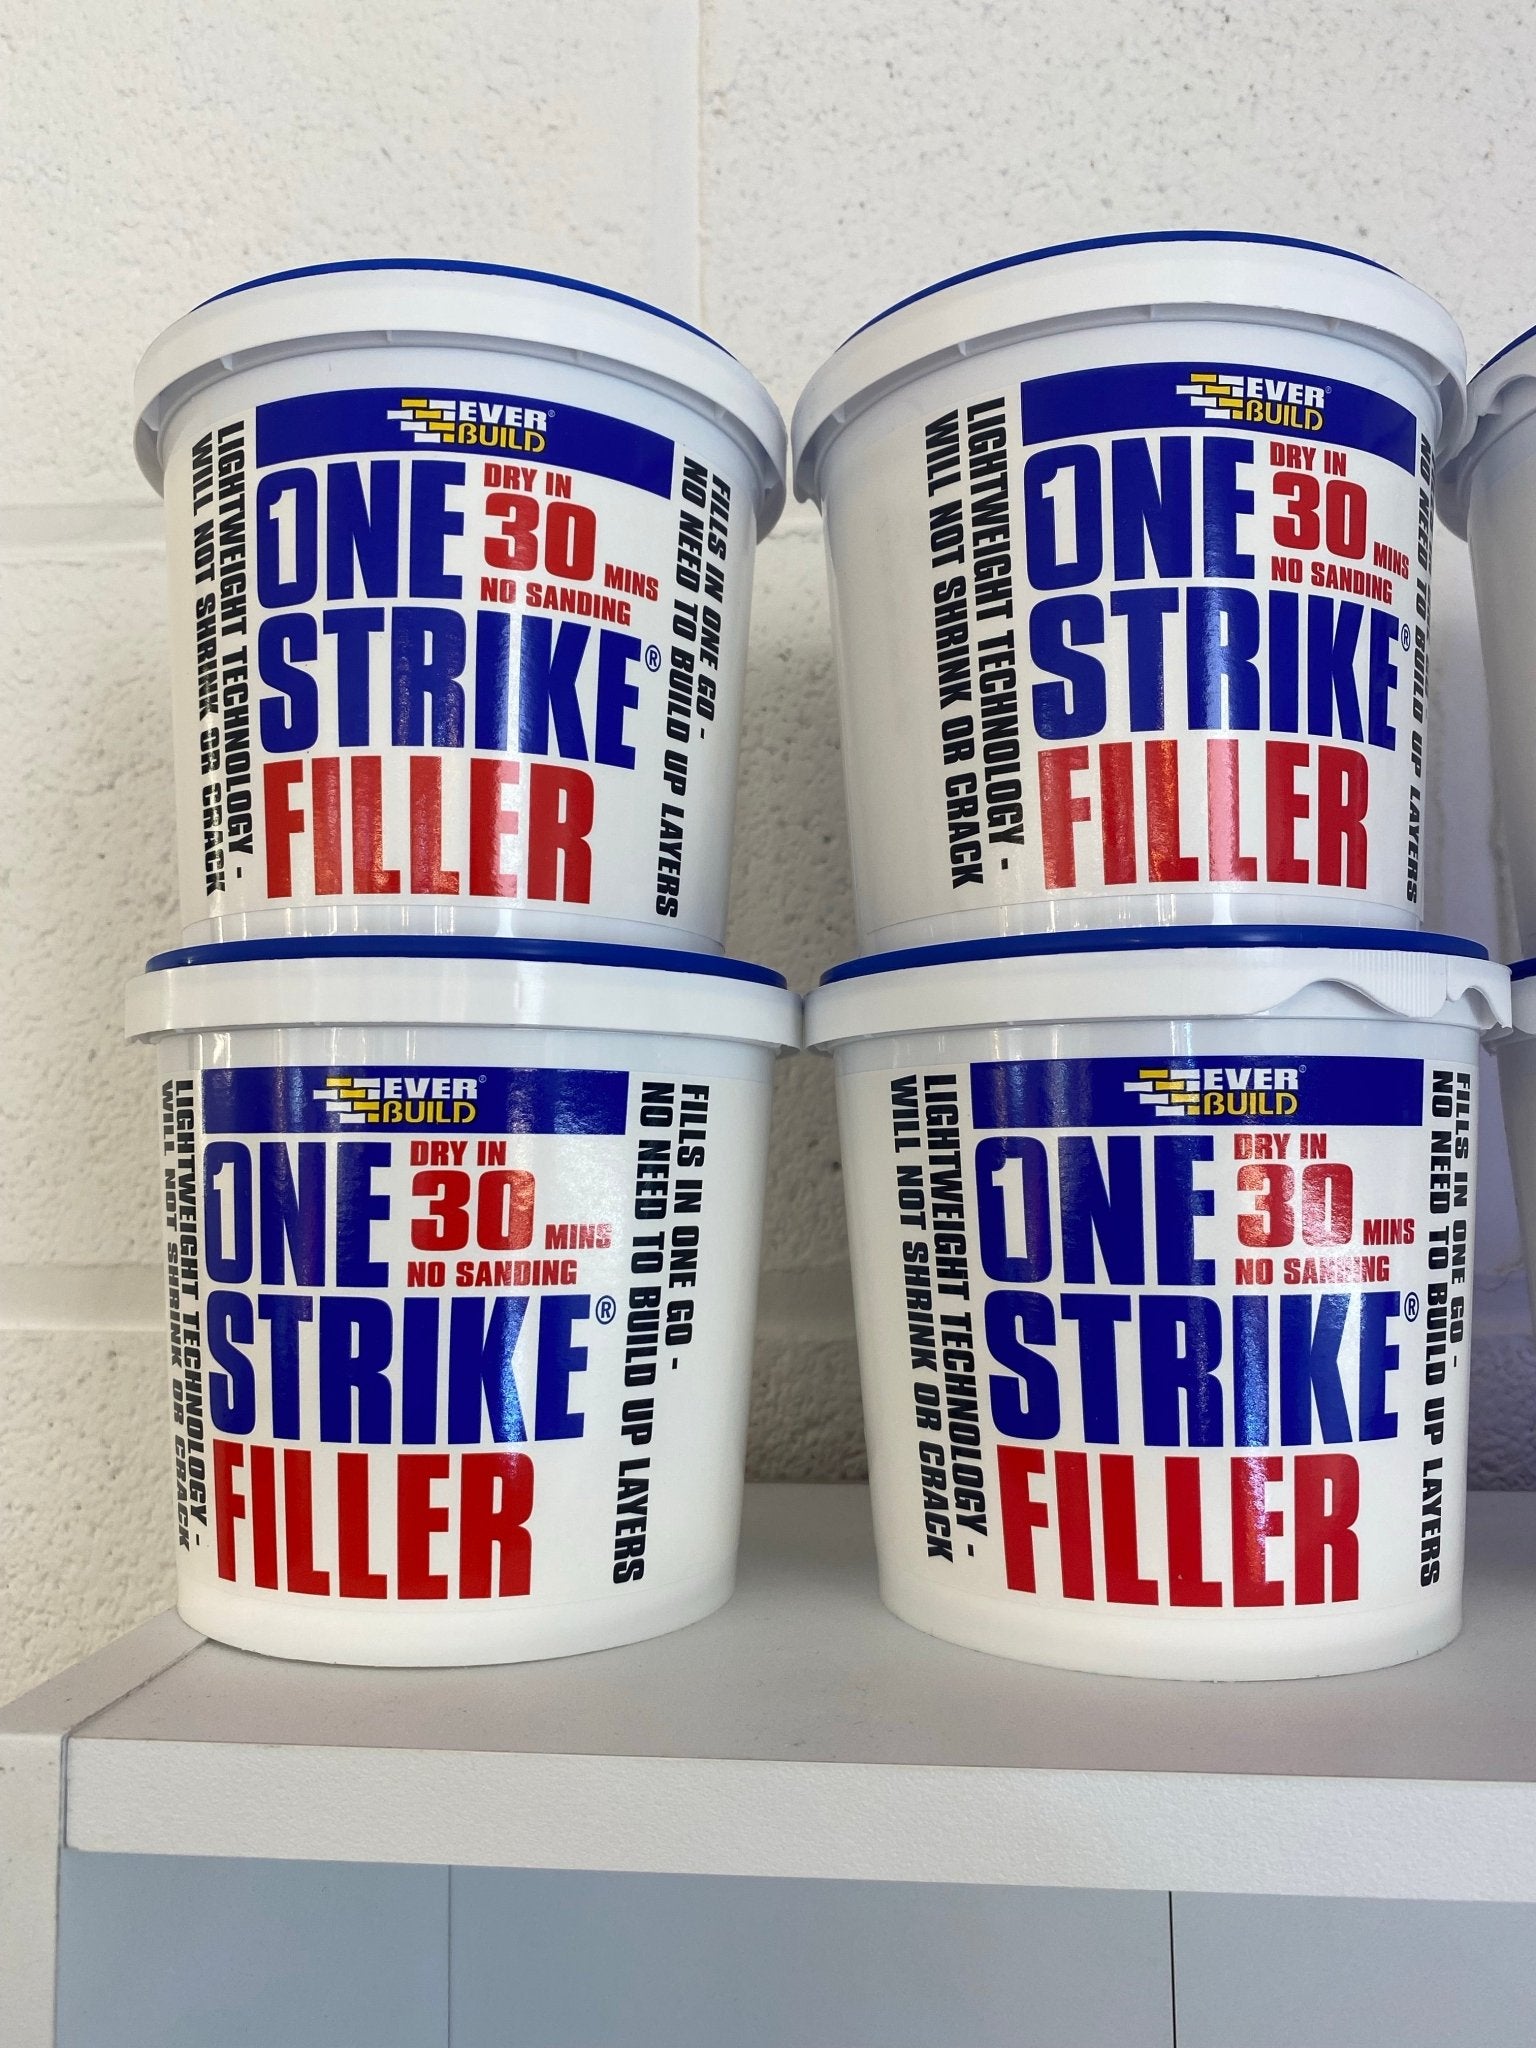 EVER
BUILD
ONE
DRY IN
30 MINS
NO SANDING
STRIKE®
FILLER
LIGHTWEIGHT TECHNOLOGY -
WILL NOT SHRINK OR CRACK
FILLS IN ONE GO -
NO NEED TO BUILD UP LAYERS
EVER
BUILD
ONE
DRY IN
30 MINS
NO SANDING
STRIKE®
FILLER
LIGHTWEIGHT TECHNOLOGY -
WILL NOT SHRINK OR CRACK
NO NEED TO BUILD UP LAYERS
EVER
BUILD
ONE
DRY IN
30 MINS
NO SANDING
STRIKE®
FILLER
LIGHTWEIGHT TECHNOLOGY -
WILL NOT SHRINK OR CRACK
FILLS IN ONE GO -
NO NEED TO BUILD UP LAYERS
EVER
BUILD
ONE
DRY IN
30 MINS
NO SANDING
STRIKE®
FILLER
LIGHTWEIGHT TECHNOLOGY -
WILL NOT SHRINK OR CRACK
FILLS IN ONE GO -
NO NEED TO BUILD UP LAYERS